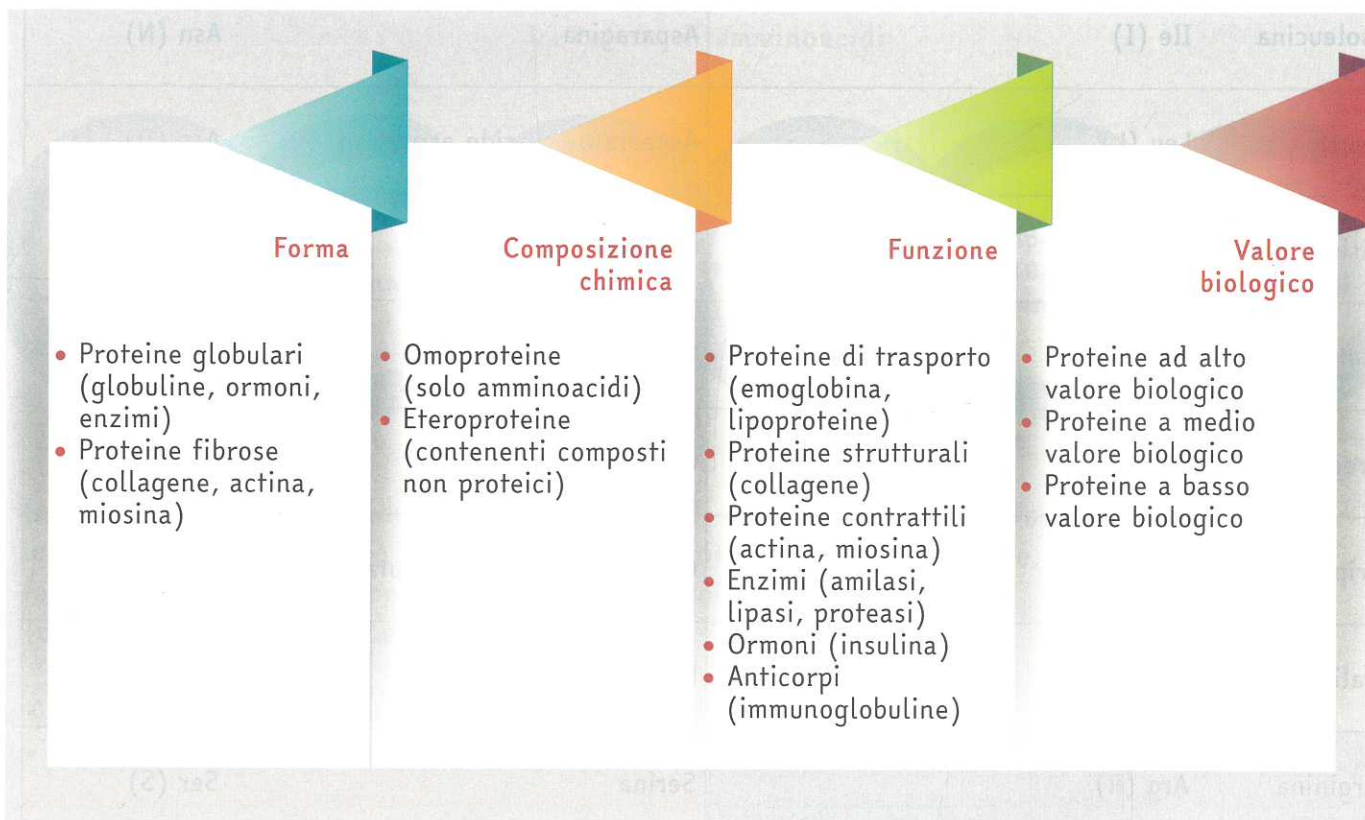 Forma
• Proteine globulari
(globuline, ormoni,
enzimi)
• Proteine fibrose
(collagene, actina,
miosina)
Composizione
chimica
• Omoproteine
(solo amminoacidi)
• Eteroproteine
(contenenti composti
non proteici)
Funzione
• Proteine di trasporto
(emoglobina,
lipoproteine)
• Proteine strutturali
(collagene)
• Proteine contrattili
(actina, miosina)
• Enzimi (amilasi,
lipasi, proteasi)
• Ormoni (insulina)
• Anticorpi
(immunoglobuline)
Valore
biologico
• Proteine ad alto
valore biologico
• Proteine a medio
valore biologico
• Proteine a basso
valore biologico